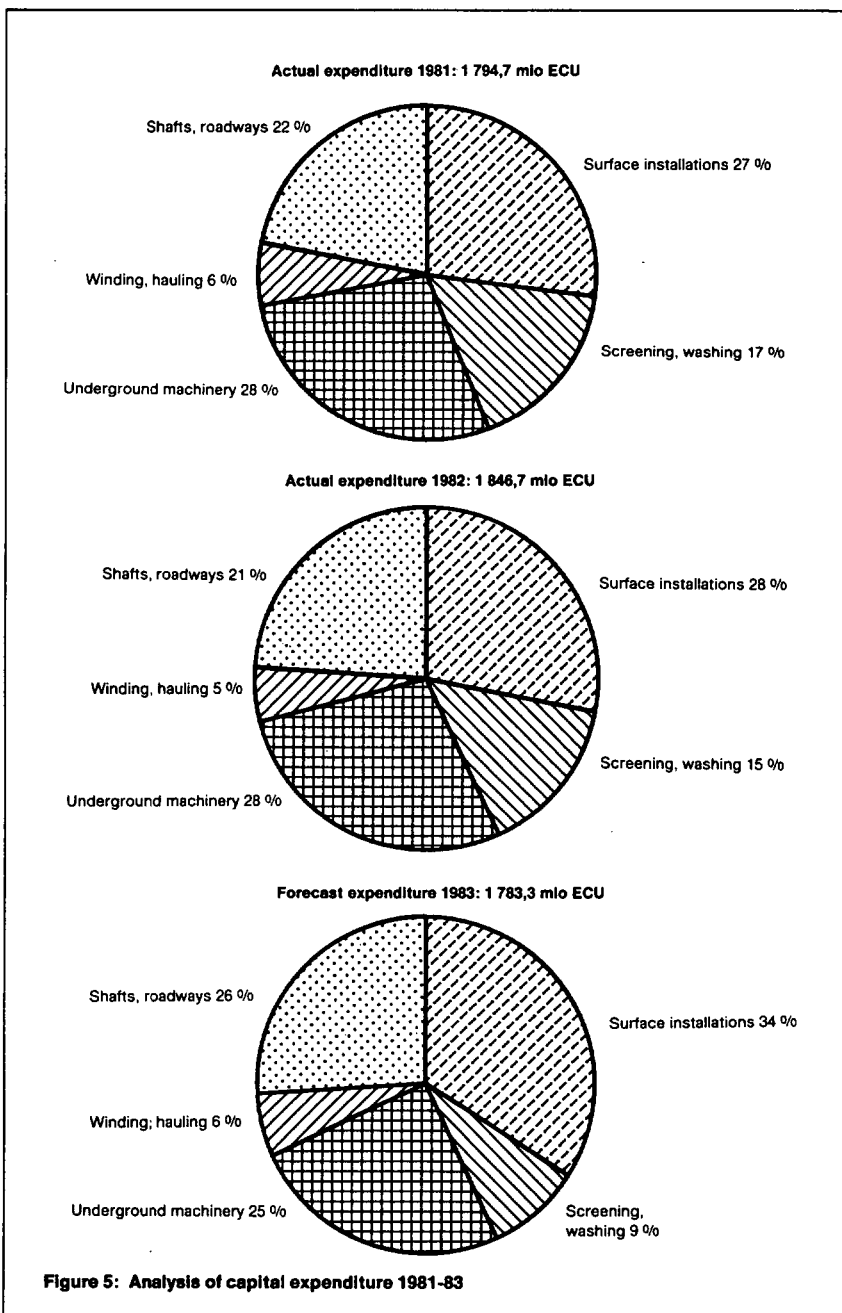 Actual expenditure 1981: 1 794,7 mio ECU
Shafts, roadways 22 %
Surface installations 27 %
Winding, hauling 6 %
Screening, washing 17 %
Underground machinery 28 %
Actual expenditure 1982: 1 846,7 mio ECU
Shafts, roadways 21 %
Surface installations 28 %
Winding, hauling 5 %
Screening, washing 15 %
Underground machinery 28 %
Forecast expenditure 1983: 1 783,3 mio ECU
Shafts, roadways 26 %
Surface installations 34 %
Winding; hauling 6 %
Underground machinery 25 %
Screening,
washing 9 %
Figure 5: Analysis of capital expenditure 1981-83